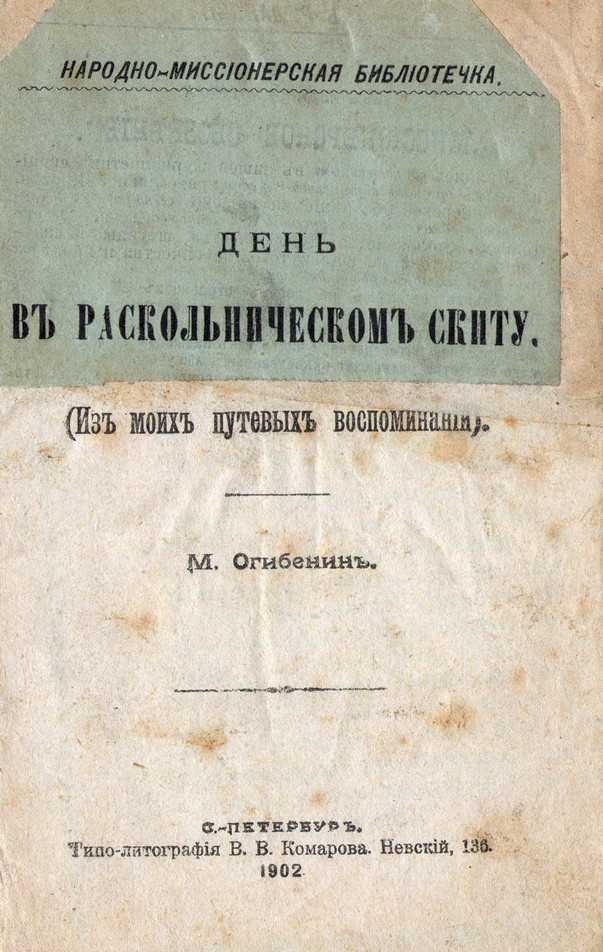 НАРОДНО-МИССІОНЕРСКАЯ БИБЛІОТЕЧКА.
ДЕНЬ
ВЪ РАСКОЛЬНИЧЕСКОМЪ СКИТУ.
(Изъ моихъ путевыхъ воспоминаній).
М. Огибенинъ.
С.-ПЕТЕРБУРЪ.
Типо-литографія В. В. Комарова. Невскій, 136.
1902